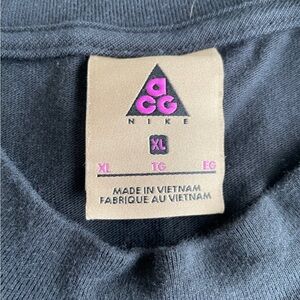 aCG
NIKE
XL
XL TG EG
MADE IN VIETNAM
FABRIQUE AU VIETNAM